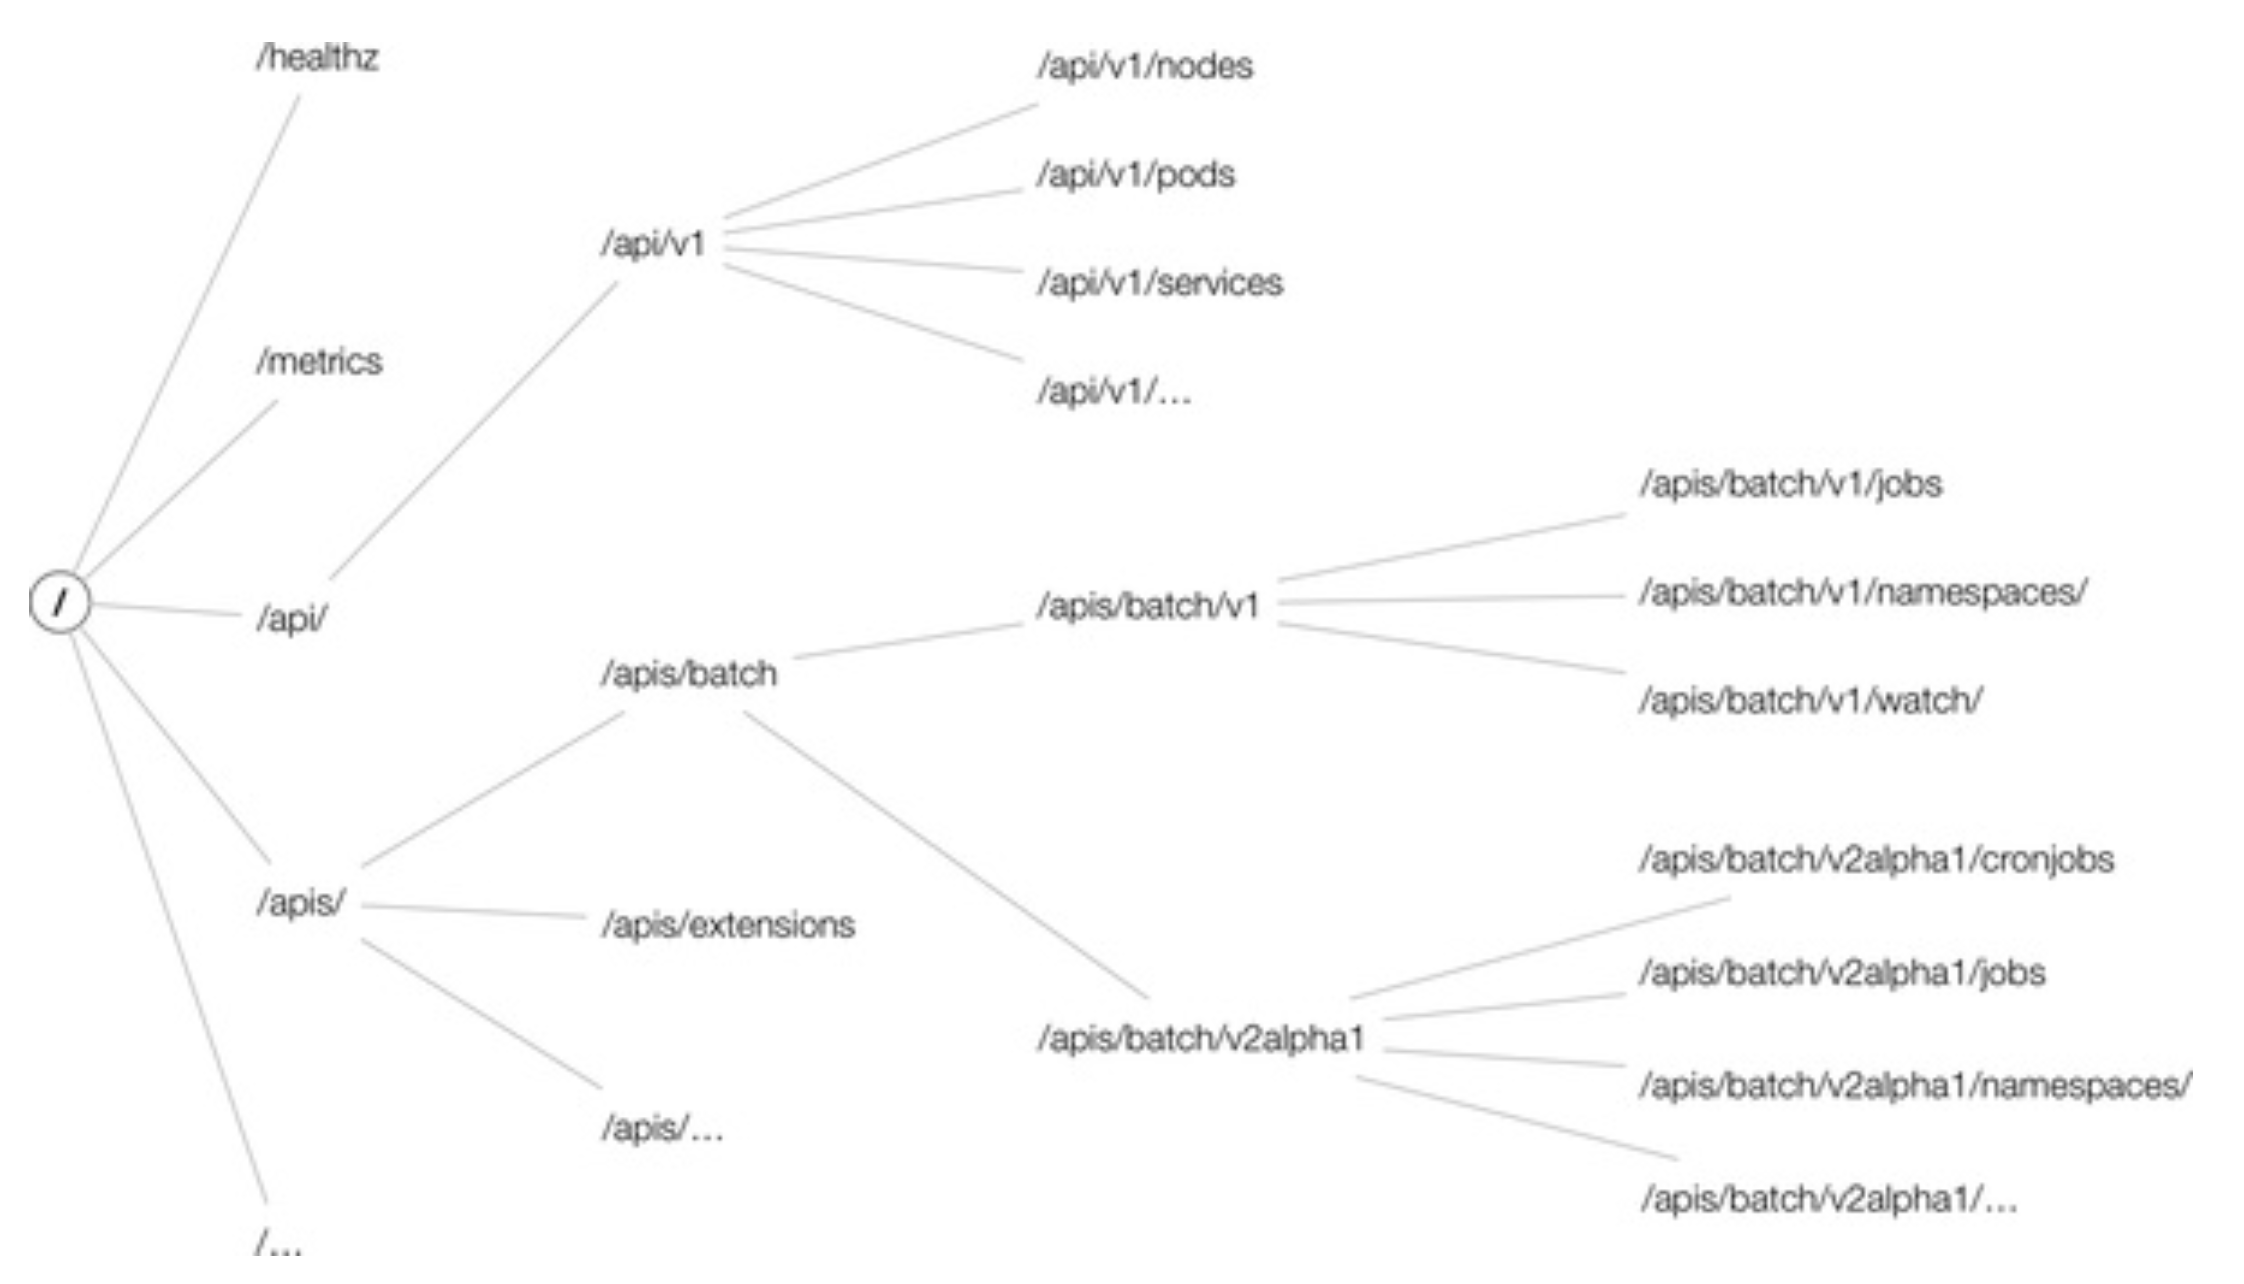 /healthz
/api/v1/nodes
/api/v1/pods
/api/v1
/api/v1/services
/metrics
/api/v1/...
/apis/batch/v1/jobs
/
/api/
/apis/batch/v1
/apis/batch/v1/namespaces/
/apis/batch
/apis/batch/v1/watch/
/apis/batch/v2alpha1/cronjobs
/apis/
/apis/extensions
/apis/batch/v2alpha1/jobs
/apis/batch/v2alpha1
/apis/batch/v2alpha1/namespaces/
/apis/...
/apis/batch/v2alpha1/...
/...